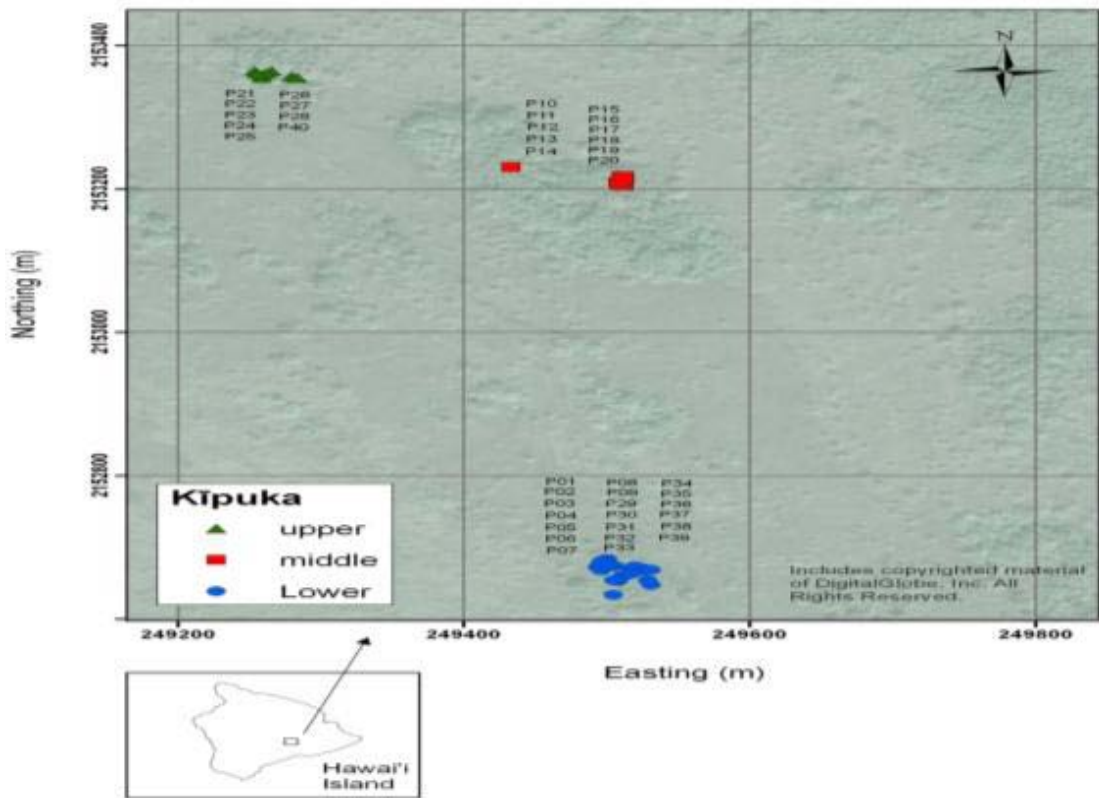 N
2153400
2153200
2153000
2152800
Northing (m)
P21 P26
P22 P27
P23 P28
P24 P40
P25
P10
P11
P12
P13
P14
P15
P16
P17
P18
P19
P20
P01 P08 P34
P02 P09 P35
P03 P29 P36
P04 P30 P37
P05 P31 P38
P06 P32 P39
P07 P33
Kīpuka
upper
middle
Lower
Includes copyrighted material
of DigitalGlobe, Inc. All
Rights Reserved.
249200 249400 249600 249800
Easting (m)
Hawai'i
Island